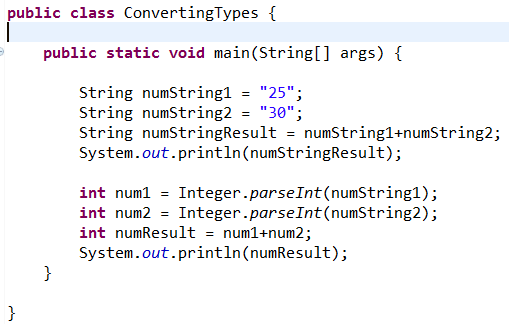 public class ConvertingTypes {
public static void main(String[] args) {
String numString1 = "25";
String numString2 = "30";
String numStringResult = numString1+numString2;
System.out.println(numStringResult);
int num1 = Integer.parseInt(numString1);
int num2 = Integer.parseInt(numString2);
int numResult = num1+num2;
System.out.println(numResult);
}
}